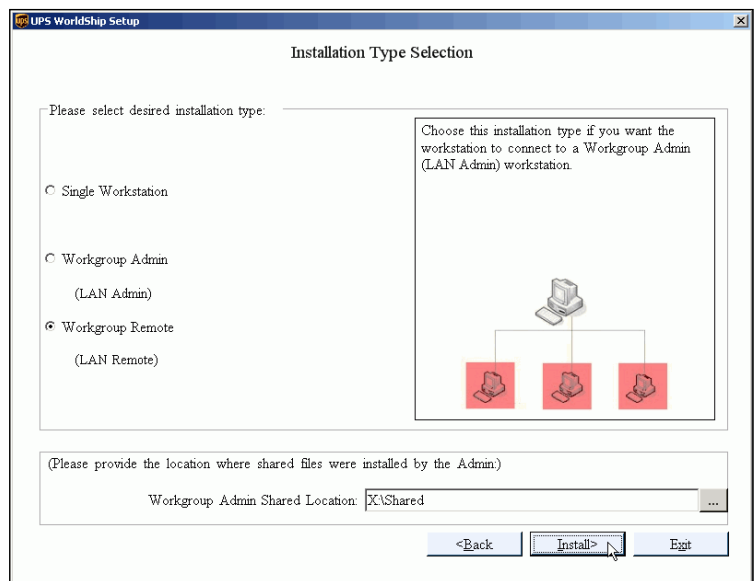 UPS WorldShip Setup
Installation Type Selection
Please select desired installation type:
Choose this installation type if you want the
workstation to connect to a Workgroup Admin
(LAN Admin) workstation.
Single Workstation
Workgroup Admin
(LAN Admin)
Workgroup Remote
(LAN Remote)
(Please provide the location where shared files were installed by the Admin:)
Workgroup Admin Shared Location: X:\Shared ...
<Back Install> Exit